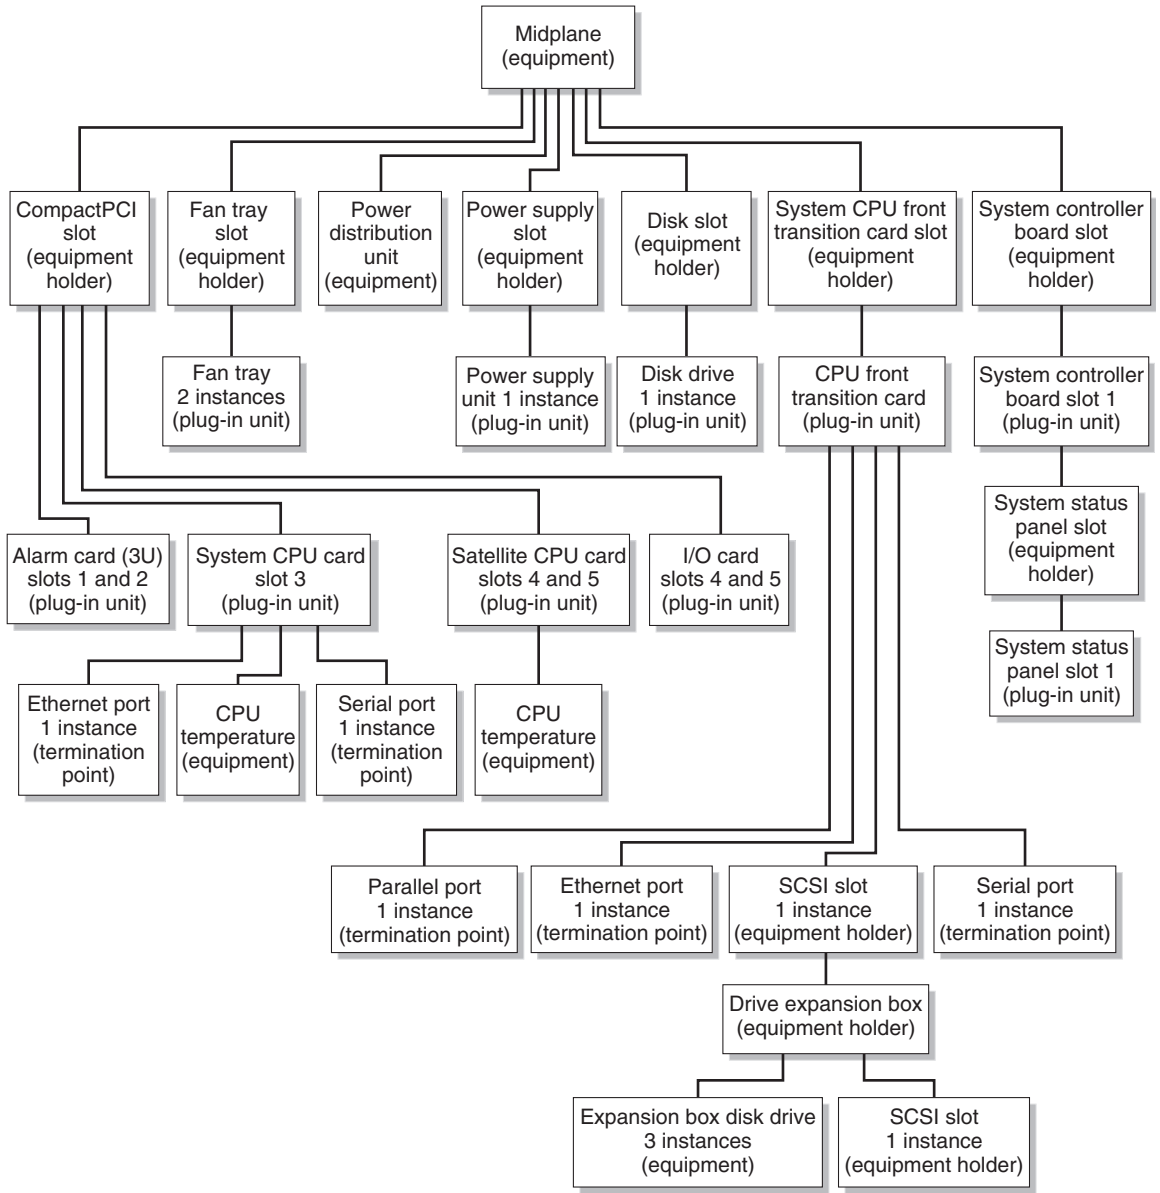 Midplane
(equipment)
CompactPCI
slot
(equipment
holder)
Fan tray
slot
(equipment
holder)
Power
distribution
unit
(equipment)
Power supply
slot
(equipment
holder)
Disk slot
(equipment
holder)
System CPU front
transition card slot
(equipment
holder)
System controller
board slot
(equipment
holder)
Fan tray
2 instances
(plug-in unit)
Power supply
unit 1 instance
(plug-in unit)
Disk drive
1 instance
(plug-in unit)
CPU front
transition card
(plug-in unit)
System controller
board slot 1
(plug-in unit)
System status
panel slot
(equipment
holder)
Alarm card (3U)
slots 1 and 2
(plug-in unit)
System CPU card
slot 3
(plug-in unit)
Satellite CPU card
slots 4 and 5
(plug-in unit)
I/O card
slots 4 and 5
(plug-in unit)
System status
panel slot 1
(plug-in unit)
Ethernet port
1 instance
(termination
point)
CPU
temperature
(equipment)
Serial port
1 instance
(termination
point)
CPU
temperature
(equipment)
Parallel port
1 instance
(termination point)
Ethernet port
1 instance
(termination point)
SCSI slot
1 instance
(equipment holder)
Serial port
1 instance
(termination point)
Drive expansion box
(equipment holder)
Expansion box disk drive
3 instances
(equipment)
SCSI slot
1 instance
(equipment holder)